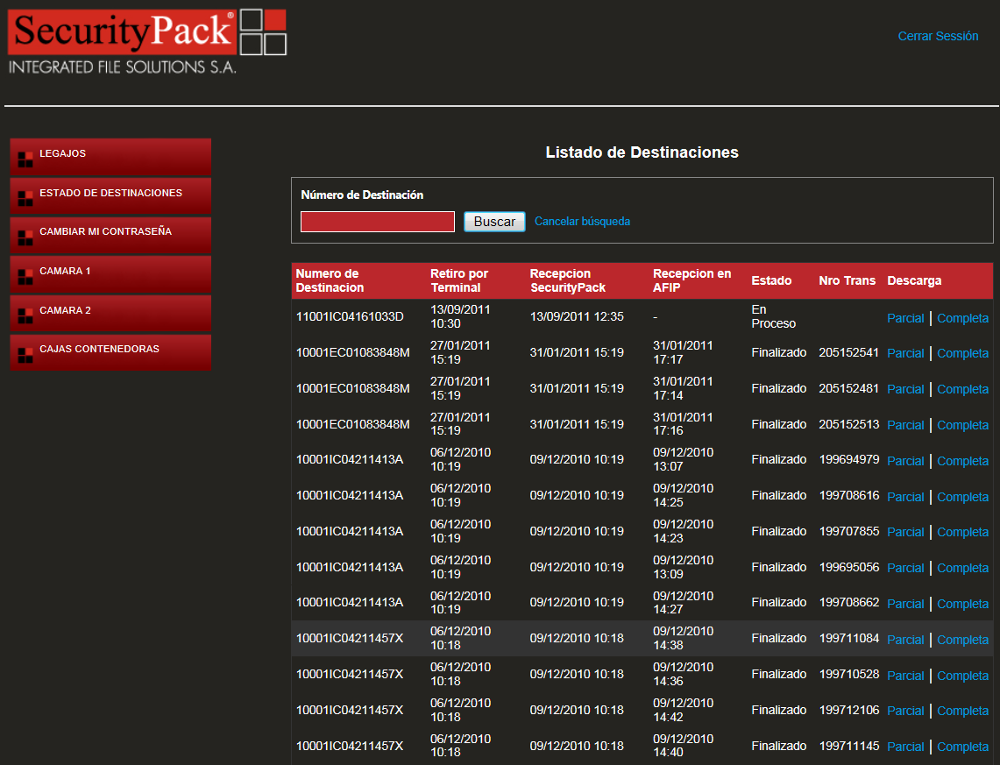 SecurityPack®
INTEGRATED FILE SOLUTIONS S.A.
Cerrar Sessión
LEGAJOS
ESTADO DE DESTINACIONES
CAMBIAR MI CONTRASEÑA
CAMARA 1
CAMARA 2
CAJAS CONTENEDORAS
Listado de Destinaciones
Número de Destinación
Buscar Cancelar búsqueda
Numero de Retiro por Recepcion Recepcion en Estado Nro Trans Descarga
Destinacion Terminal SecurityPack AFIP
11001IC04161033D 13/09/2011 13/09/2011 12:35 - En Parcial | Completa
10:30 Proceso
10001EC01083848M 27/01/2011 31/01/2011 15:19 31/01/2011 Finalizado 205152541 Parcial | Completa
15:19 17:17
10001EC01083848M 27/01/2011 31/01/2011 15:19 31/01/2011 Finalizado 205152481 Parcial | Completa
15:19 17:14
10001EC01083848M 27/01/2011 31/01/2011 15:19 31/01/2011 Finalizado 205152513 Parcial | Completa
15:19 17:16
10001IC04211413A 06/12/2010 09/12/2010 10:19 09/12/2010 Finalizado 199694979 Parcial | Completa
10:19 13:07
10001IC04211413A 06/12/2010 09/12/2010 10:19 09/12/2010 Finalizado 199708616 Parcial | Completa
10:19 14:25
10001IC04211413A 06/12/2010 09/12/2010 10:19 09/12/2010 Finalizado 199707855 Parcial | Completa
10:19 14:23
10001IC04211413A 06/12/2010 09/12/2010 10:19 09/12/2010 Finalizado 199695056 Parcial | Completa
10:19 13:09
10001IC04211413A 06/12/2010 09/12/2010 10:19 09/12/2010 Finalizado 199708662 Parcial | Completa
10:19 14:27
10001IC04211457X 06/12/2010 09/12/2010 10:18 09/12/2010 Finalizado 199711084 Parcial | Completa
10:18 14:38
10001IC04211457X 06/12/2010 09/12/2010 10:18 09/12/2010 Finalizado 199710528 Parcial | Completa
10:18 14:36
10001IC04211457X 06/12/2010 09/12/2010 10:18 09/12/2010 Finalizado 199712106 Parcial | Completa
10:18 14:42
10001IC04211457X 06/12/2010 09/12/2010 10:18 09/12/2010 Finalizado 199711145 Parcial | Completa
10:18 14:40